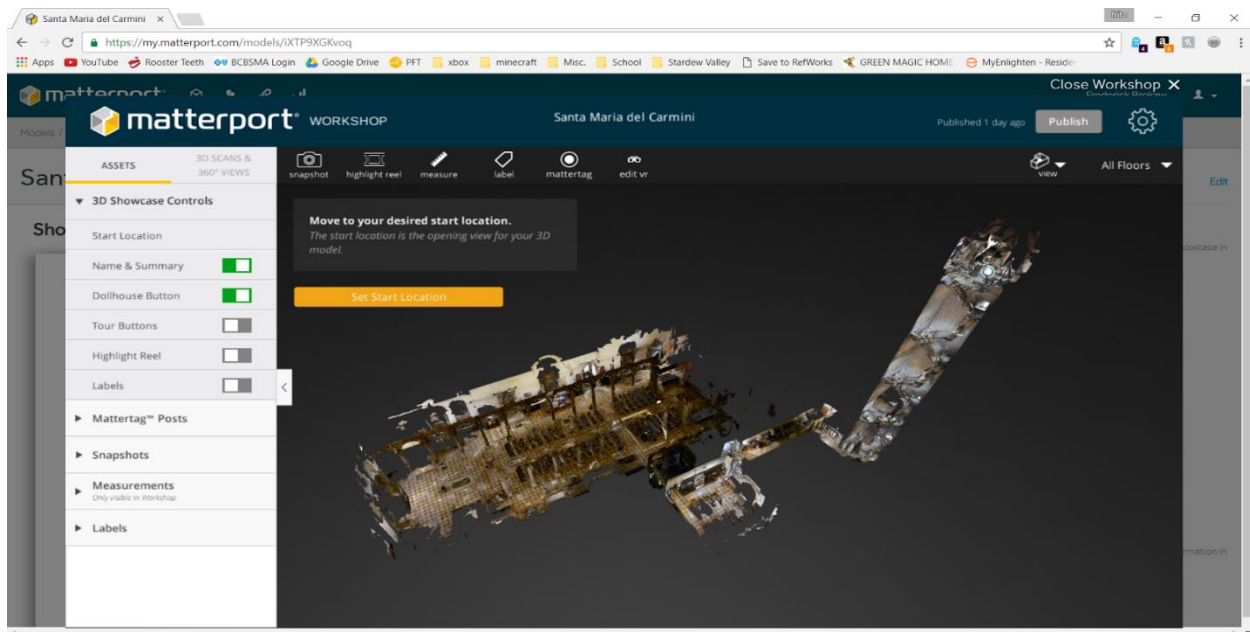 Santa Maria del Carmini
fritz
https://my.matterport.com/models/iXTP9XGKvoq
Apps YouTube Rooster Teeth BCBSMA Login Google Drive PFT xbox minecraft Misc. School Stardew Valley Save to RefWorks GREEN MAGIC HOME MyEnlighten - Reside
matterport
Close Workshop X
Frederick
Models /
matterport WORKSHOP
Santa Maria del Carmini
Published 1 day ago
Publish
San
Edit
ASSETS
3D SCANS &
360° VIEWS
snapshot highlight reel measure label mattertag edit vr
view
All Floors
3D Showcase Controls
Sho
owcase in
Start Location
Name & Summary
Dollhouse Button
Tour Buttons
Highlight Reel
Labels
Mattertag™ Posts
Snapshots
Measurements
Only visible in Workshop
Labels
Move to your desired start location.
The start location is the opening view for your 3D
model.
Set Start Location
rmation in